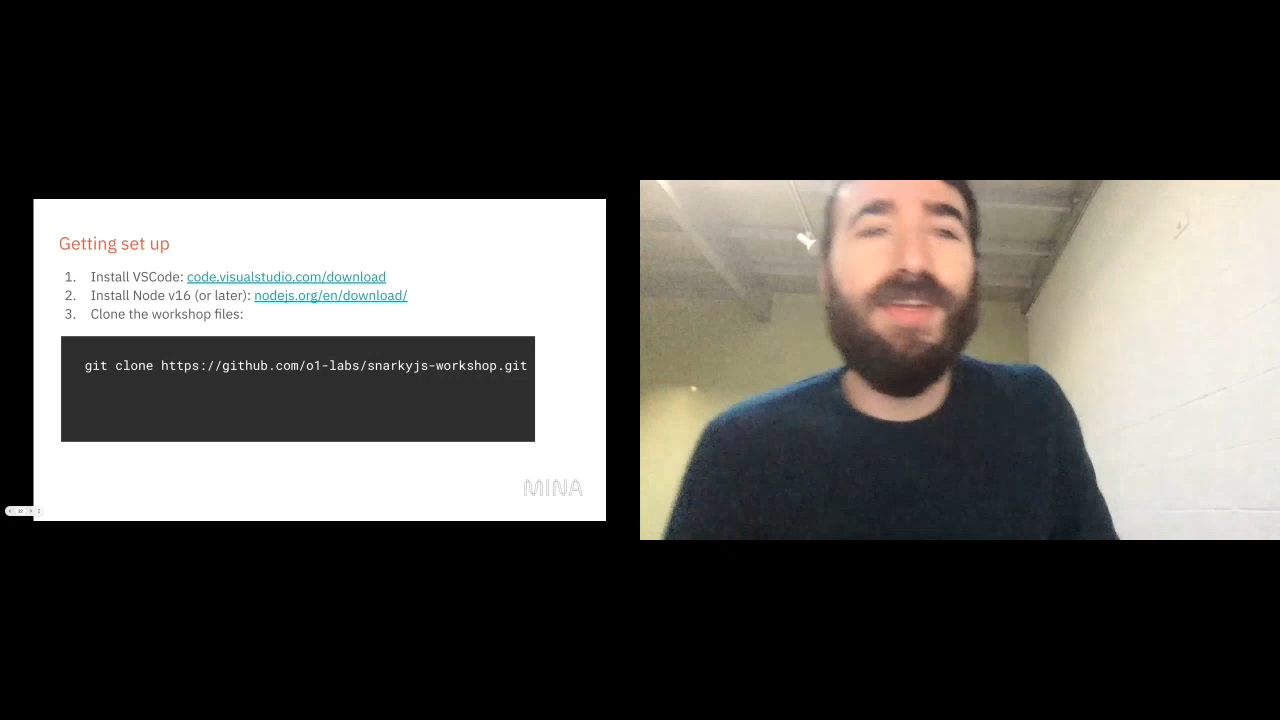 Getting set up
1. Install VSCode: code.visualstudio.com/download
2. Install Node v16 (or later): nodejs.org/en/download/
3. Clone the workshop files:
git clone https://github.com/o1-labs/snarkyjs-workshop.git
MINA